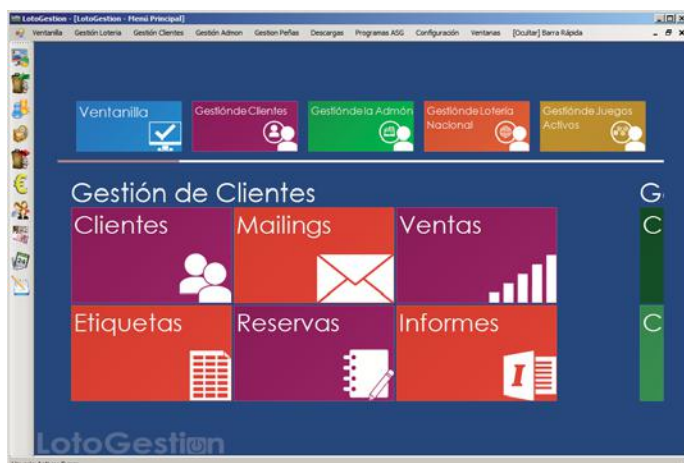 LotoGestion - [LotoGestion - Menú Principal]
Ventanilla Gestión Loteria Gestión Clientes Gestión Admon Gestion Peñas Descargas Programas ASG Configuración Ventanas [Ocultar] Barra Rápida
Ventanilla
Gestión de Clientes
Gestión de la Admón
Gestión de Lotería
Nacional
Gestión de Juegos
Activos
Gestión de Clientes
G
Clientes
Mailings
Ventas
C
Etiquetas
Reservas
Informes
C
LotoGestion